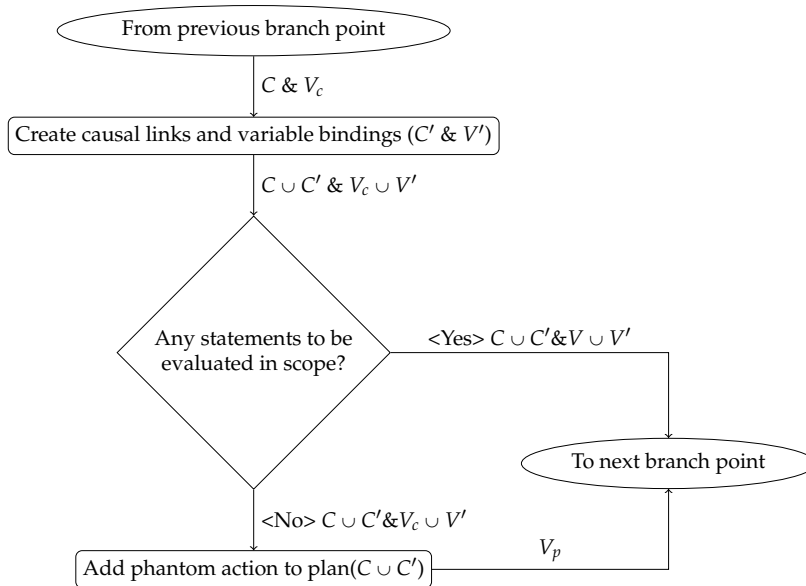 From previous branch point
C & V_c
Create causal links and variable bindings (C′ & V′)
C ∪ C′ & V_c ∪ V′
Any statements to be
evaluated in scope?
<Yes> C ∪ C′&V ∪ V′
To next branch point
<No> C ∪ C′&V_c ∪ V′
Add phantom action to plan(C ∪ C′)
V_p